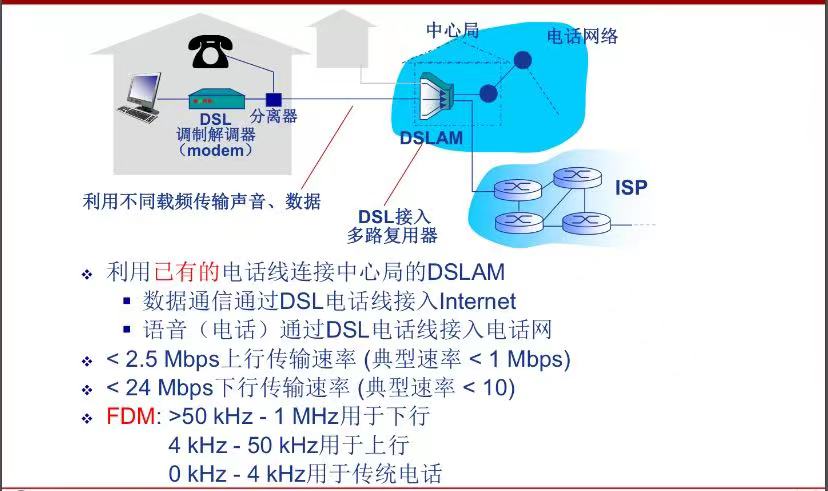 中心局
电话网络
DSL
调制解调器
（modem）
分离器
DSLAM
ISP
利用不同载频传输声音、数据
DSL接入
多路复用器
利用已有的电话线连接中心局的DSLAM
数据通信通过DSL电话线接入Internet
语音（电话）通过DSL电话线接入电话网
< 2.5 Mbps上行传输速率 (典型速率 < 1 Mbps)
< 24 Mbps下行传输速率 (典型速率 < 10)
FDM: >50 kHz - 1 MHz用于下行
4 kHz - 50 kHz用于上行
0 kHz - 4 kHz用于传统电话